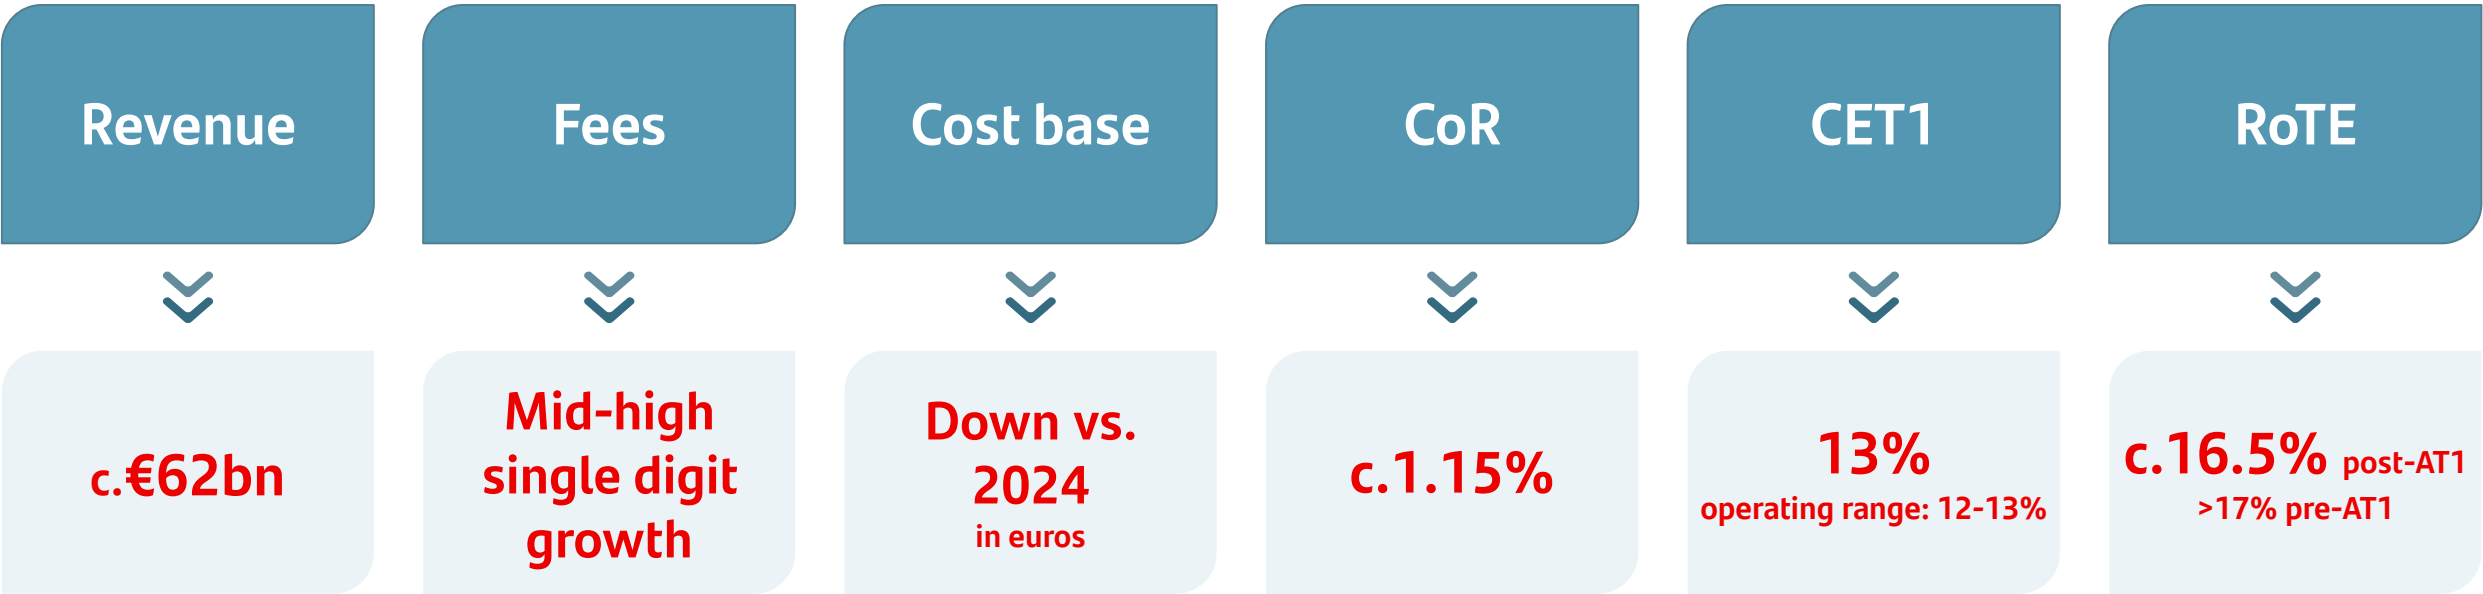 Revenue
Fees
Cost base
CoR
CET1
RoTE
c.€62bn
Mid-high
single digit
growth
Down vs.
2024
in euros
c.1.15%
13%
operating range: 12-13%
c.16.5% post-AT1
>17% pre-AT1